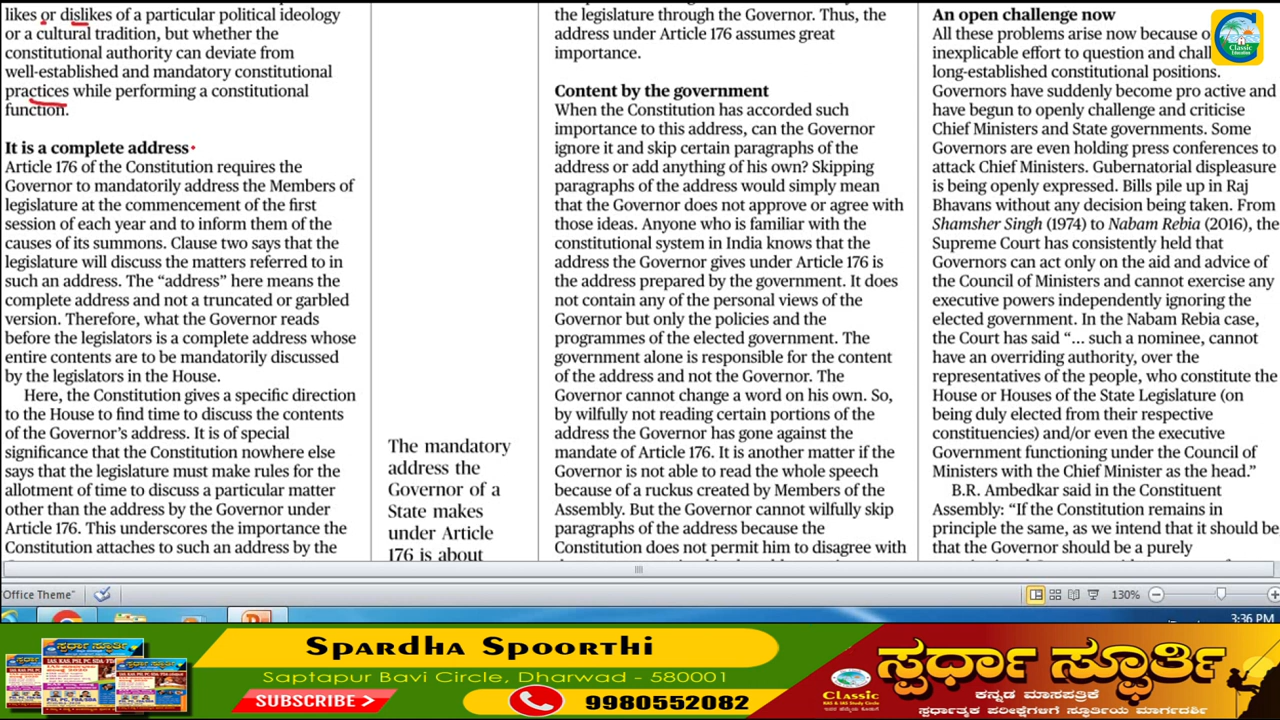 likes or dislikes of a particular political ideology
or a cultural tradition, but whether the
constitutional authority can deviate from
well-established and mandatory constitutional
practices while performing a constitutional
function.
It is a complete address
Article 176 of the Constitution requires the
Governor to mandatorily address the Members of
legislature at the commencement of the first
session of each year and to inform them of the
causes of its summons. Clause two says that the
legislature will discuss the matters referred to in
such an address. The “address” here means the
complete address and not a truncated or garbled
version. Therefore, what the Governor reads
before the legislators is a complete address whose
entire contents are to be mandatorily discussed
by the legislators in the House.
Here, the Constitution gives a specific direction
to the House to find time to discuss the contents
of the Governor’s address. It is of special
significance that the Constitution nowhere else
says that the legislature must make rules for the
allotment of time to discuss a particular matter
other than the address by the Governor under
Article 176. This underscores the importance the
Constitution attaches to such an address by the
The mandatory
address the
Governor of a
State makes
under Article
176 is about
the legislature through the Governor. Thus, the
address under Article 176 assumes great
importance.
Content by the government
When the Constitution has accorded such
importance to this address, can the Governor
ignore it and skip certain paragraphs of the
address or add anything of his own? Skipping
paragraphs of the address would simply mean
that the Governor does not approve or agree with
those ideas. Anyone who is familiar with the
constitutional system in India knows that the
address the Governor gives under Article 176 is
the address prepared by the government. It does
not contain any of the personal views of the
Governor but only the policies and the
programmes of the elected government. The
government alone is responsible for the content
of the address and not the Governor. The
Governor cannot change a word on his own. So,
by wilfully not reading certain portions of the
address the Governor has gone against the
mandate of Article 176. It is another matter if the
Governor is not able to read the whole speech
because of a ruckus created by Members of the
Assembly. But the Governor cannot wilfully skip
paragraphs of the address because the
Constitution does not permit him to disagree with
An open challenge now
All these problems arise now because
inexplicable effort to question and
long-established constitutional positions.
Governors have suddenly become pro active and
have begun to openly challenge and criticise
Chief Ministers and State governments. Some
Governors are even holding press conferences to
attack Chief Ministers. Gubernatorial displeasure
is being openly expressed. Bills pile up in Raj
Bhavans without any decision being taken. From
Shamsher Singh (1974) to Nabam Rebia (2016), the
Supreme Court has consistently held that
Governors can act only on the aid and advice of
the Council of Ministers and cannot exercise any
executive powers independently ignoring the
elected government. In the Nabam Rebia case,
the Court has said “... such a nominee, cannot
have an overriding authority, over the
representatives of the people, who constitute the
House or Houses of the State Legislature (on
being duly elected from their respective
constituencies) and/or even the executive
Government functioning under the Council of
Ministers with the Chief Minister as the head.”
B.R. Ambedkar said in the Constituent
Assembly: “If the Constitution remains in
principle the same, as we intend that it should be
that the Governor should be a purely
Classic
Office Theme"
130%
3:36 PM
Spardha Spoorthi
Saptapur Bavi Circle, Dharwad - 580001
SUBSCRIBE
9980552082
ಸ್ಪರ್ಧಾ ಸ್ಫೂರ್ತಿ
ಕನ್ನಡ ಮಾಸಪತ್ರಿಕೆ
ಸ್ಪರ್ಧಾತ್ಮಕ ಪರೀಕ್ಷೆಗಳಿಗೆ ಸ್ಫೂರ್ತಿಯ ಮಾರ್ಗದರ್ಶಿ
Classic